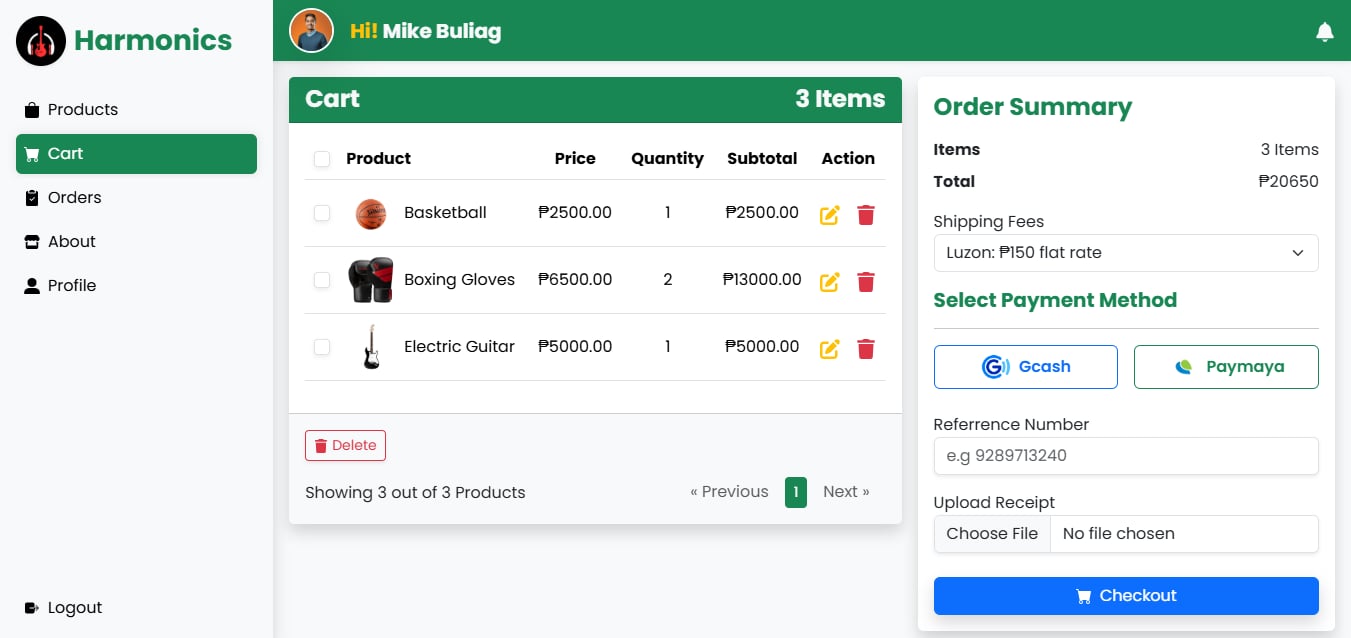 Harmonics
Hi! Mike Buliag
Products
Cart
Orders
About
Profile
Logout
Cart 3 Items
Product Price Quantity Subtotal Action
Basketball ₱2500.00 1 ₱2500.00
Boxing Gloves ₱6500.00 2 ₱13000.00
Electric Guitar ₱5000.00 1 ₱5000.00
Delete
Showing 3 out of 3 Products « Previous 1 Next »
Order Summary
Items 3 Items
Total ₱20650
Shipping Fees
Luzon: ₱150 flat rate
Select Payment Method
Gcash Paymaya
Referrence Number
e.g 9289713240
Upload Receipt
Choose File No file chosen
Checkout